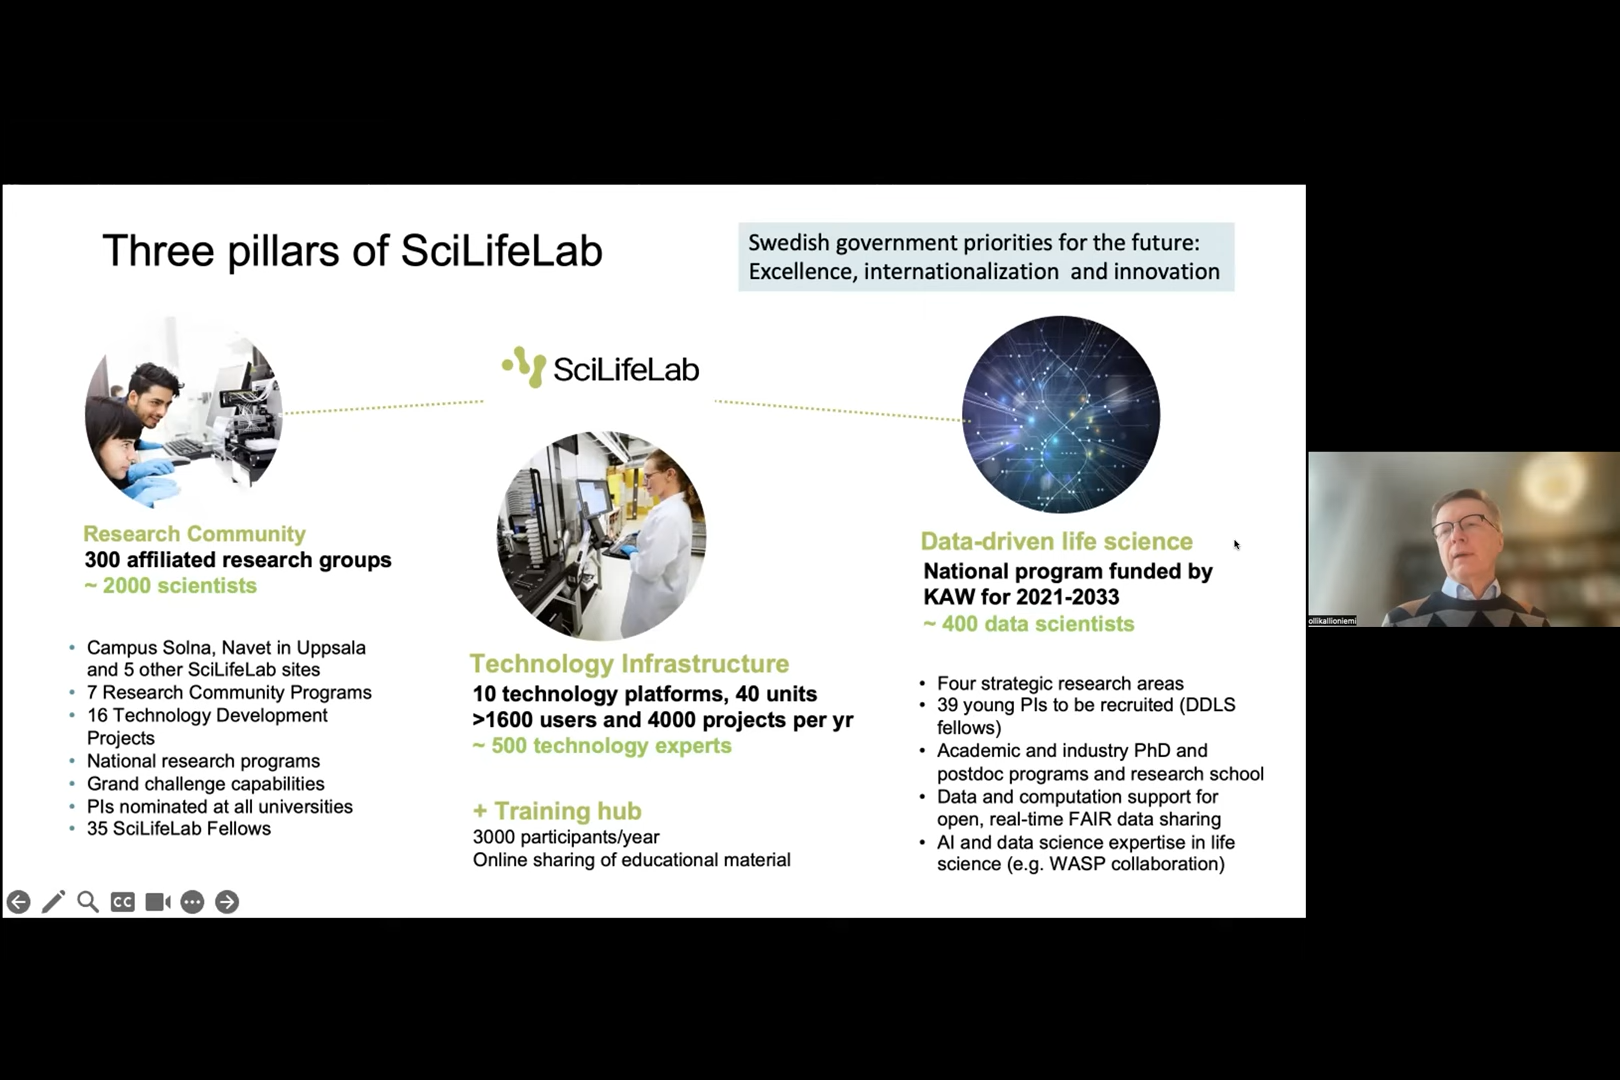 Three pillars of SciLifeLab
Swedish government priorities for the future:
Excellence, internationalization and innovation
SciLifeLab
Research Community
300 affiliated research groups
~ 2000 scientists
• Campus Solna, Navet in Uppsala
and 5 other SciLifeLab sites
• 7 Research Community Programs
• 16 Technology Development
Projects
• National research programs
• Grand challenge capabilities
• PIs nominated at all universities
• 35 SciLifeLab Fellows
Technology Infrastructure
10 technology platforms, 40 units
>1600 users and 4000 projects per yr
~ 500 technology experts
+ Training hub
3000 participants/year
Online sharing of educational material
Data-driven life science
National program funded by
KAW for 2021-2033
~ 400 data scientists
• Four strategic research areas
• 39 young PIs to be recruited (DDLS
fellows)
• Academic and industry PhD and
postdoc programs and research school
• Data and computation support for
open, real-time FAIR data sharing
• AI and data science expertise in life
science (e.g. WASP collaboration)
CC
ollikallioniemi